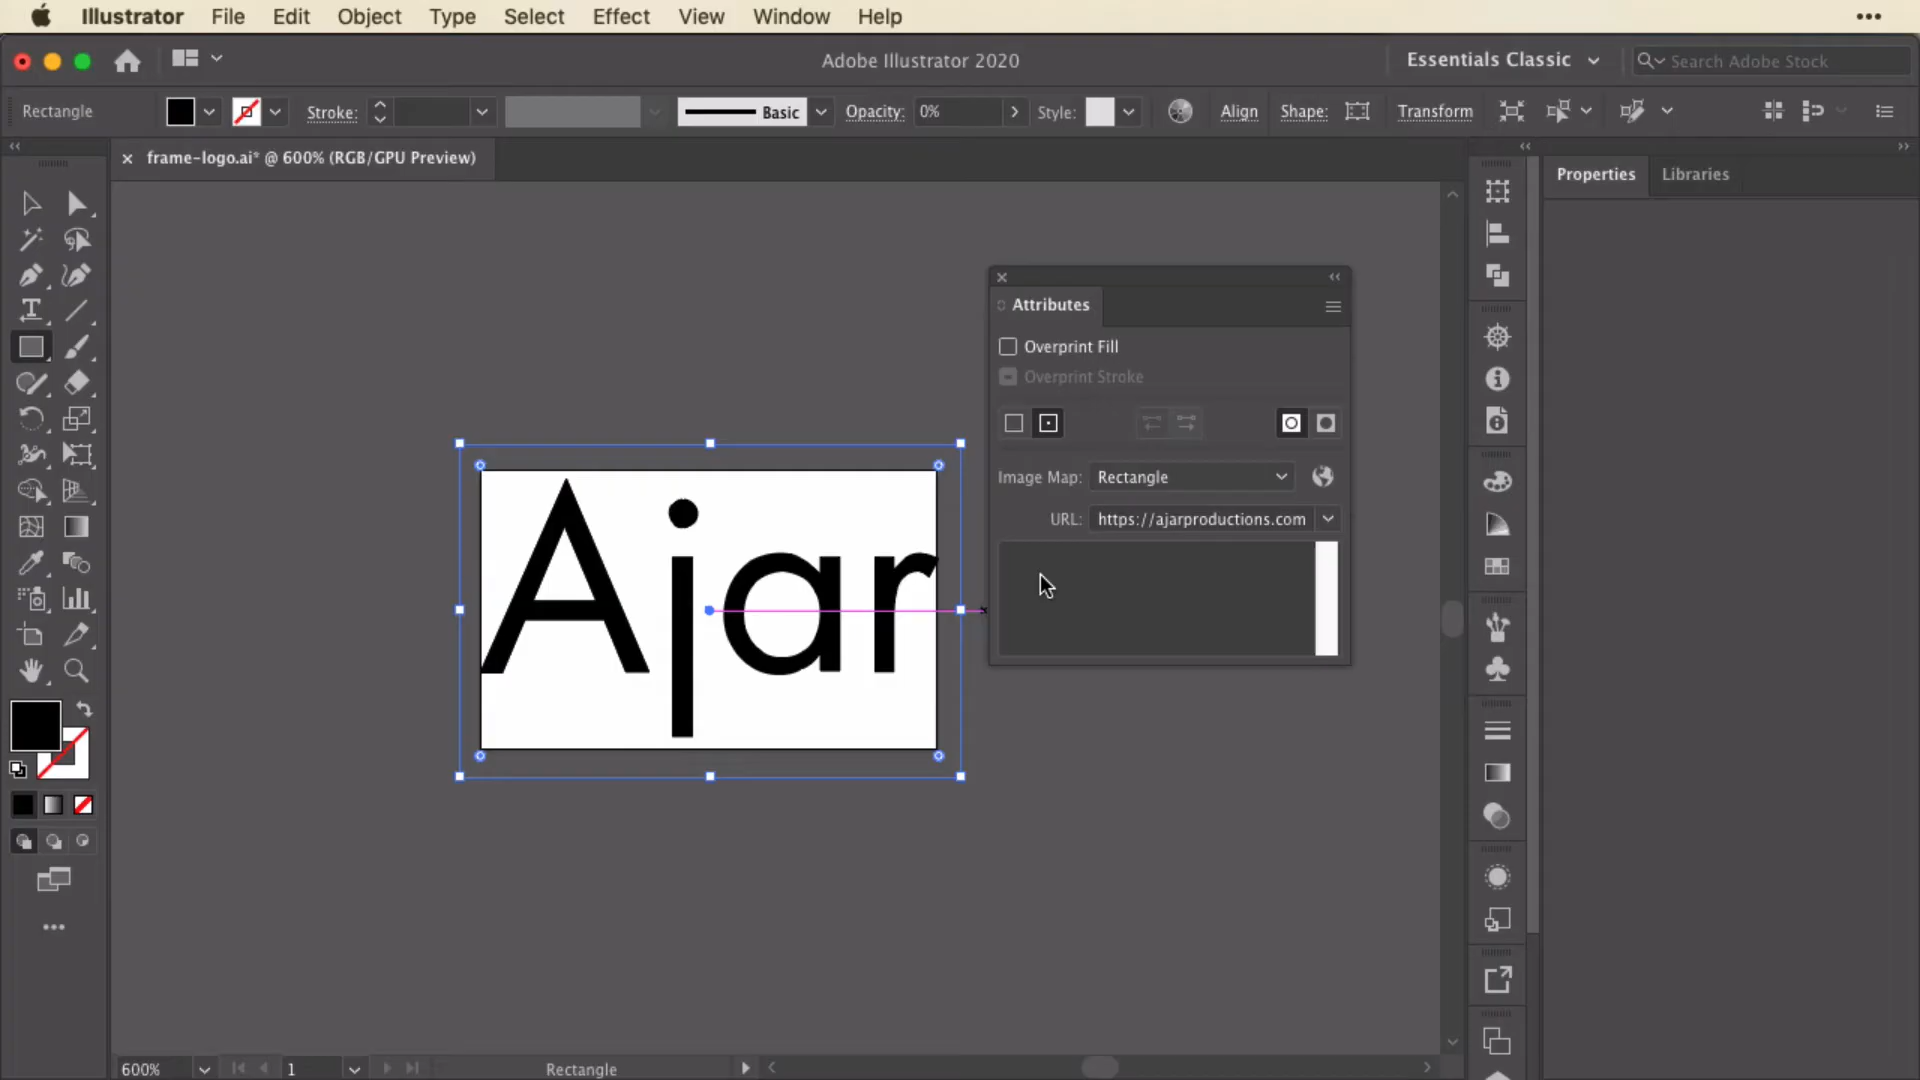 Illustrator File Edit Object Type Select Effect View Window Help
Adobe Illustrator 2020
Essentials Classic
Search Adobe Stock
Rectangle
Stroke:
Basic
Opacity: 0%
Style:
Align
Shape:
Transform
frame-logo.ai* @ 600% (RGB/GPU Preview)
Properties
Libraries
Attributes
Overprint Fill
Overprint Stroke
Image Map: Rectangle
URL: https://ajarproductions.com
Ajar
600%
1
Rectangle